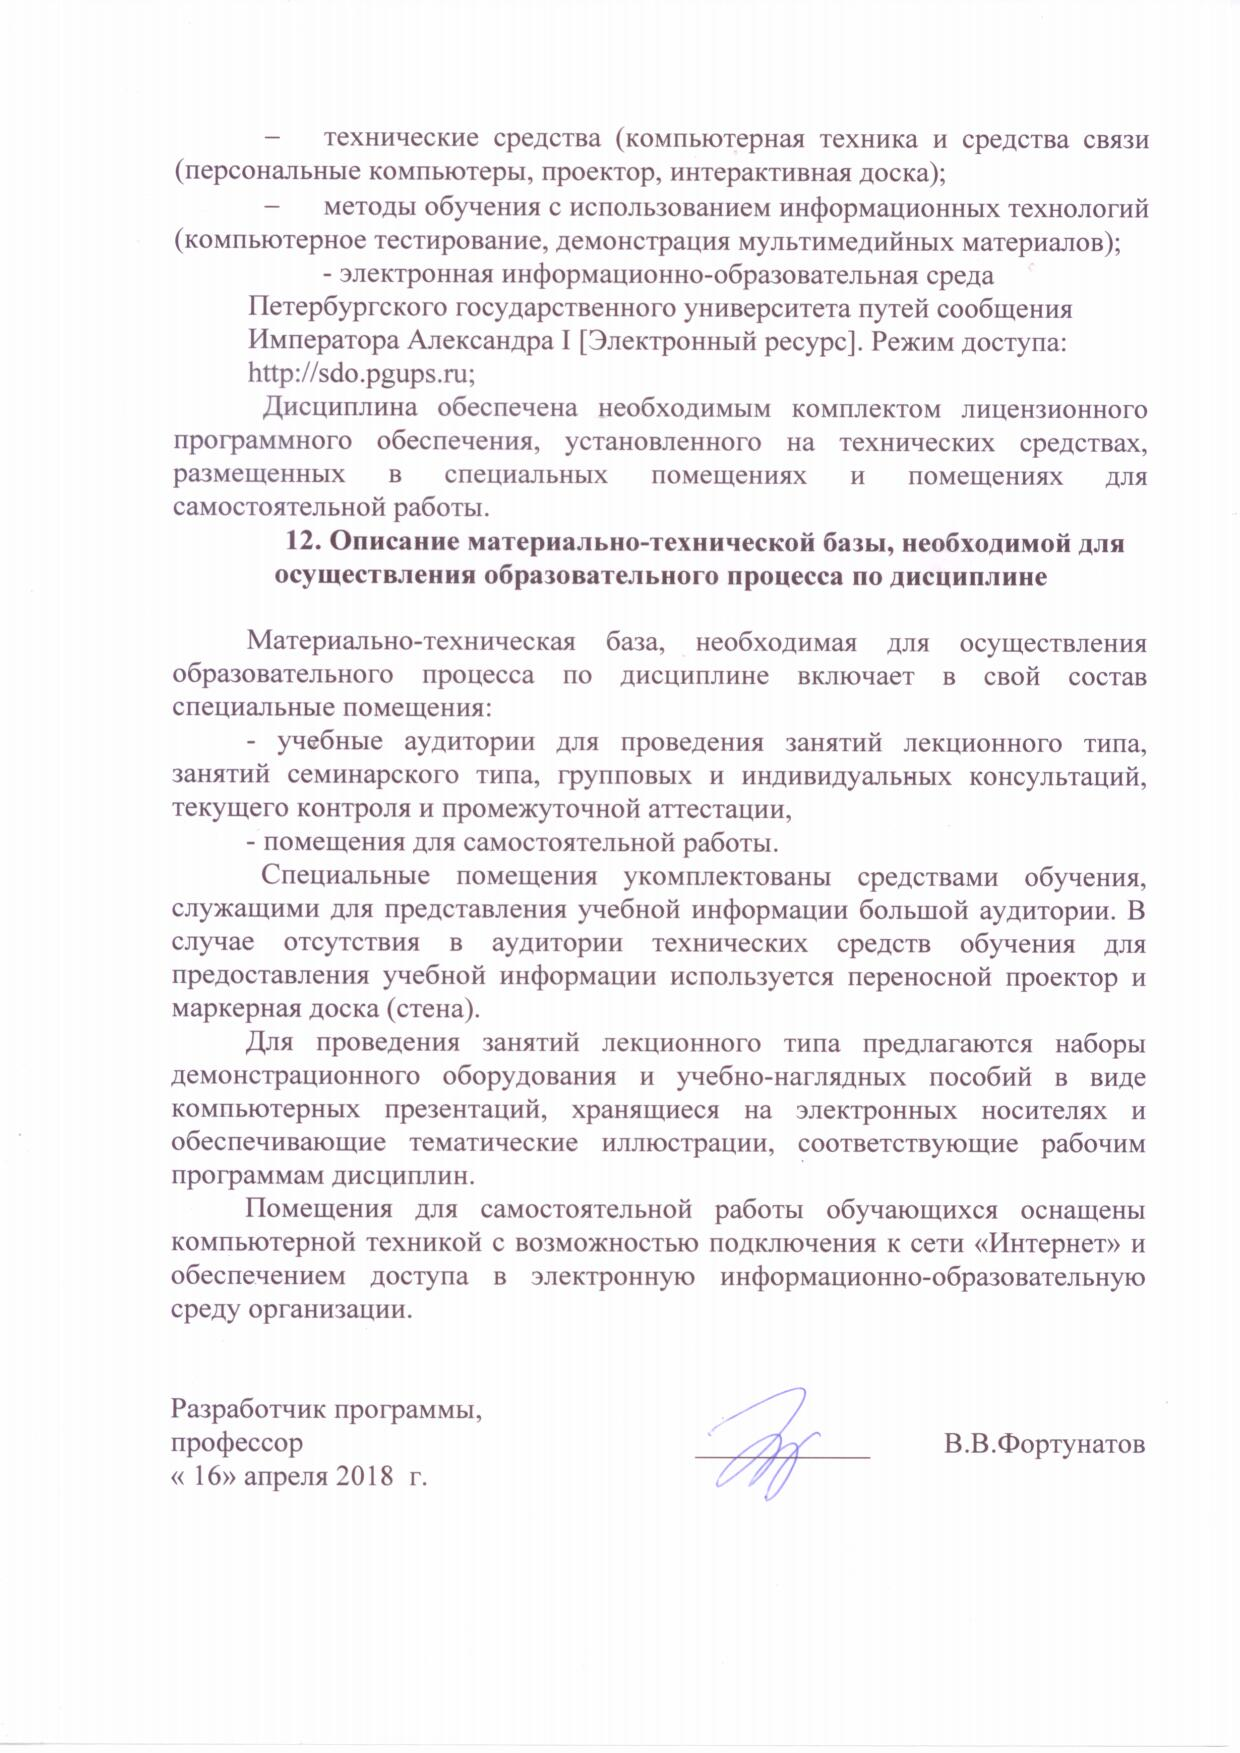 – технические средства (компьютерная техника и средства связи
(персональные компьютеры, проектор, интерактивная доска);
– методы обучения с использованием информационных технологий
(компьютерное тестирование, демонстрация мультимедийных материалов);
- электронная информационно-образовательная среда
Петербургского государственного университета путей сообщения
Императора Александра I [Электронный ресурс]. Режим доступа:
http://sdo.pgups.ru;
Дисциплина обеспечена необходимым комплектом лицензионного
программного обеспечения, установленного на технических средствах,
размещенных в специальных помещениях и помещениях для
самостоятельной работы.
12. Описание материально-технической базы, необходимой для
осуществления образовательного процесса по дисциплине
Материально-техническая база, необходимая для осуществления
образовательного процесса по дисциплине включает в свой состав
специальные помещения:
- учебные аудитории для проведения занятий лекционного типа,
занятий семинарского типа, групповых и индивидуальных консультаций,
текущего контроля и промежуточной аттестации,
- помещения для самостоятельной работы.
Специальные помещения укомплектованы средствами обучения,
служащими для представления учебной информации большой аудитории. В
случае отсутствия в аудитории технических средств обучения для
предоставления учебной информации используется переносной проектор и
маркерная доска (стена).
Для проведения занятий лекционного типа предлагаются наборы
демонстрационного оборудования и учебно-наглядных пособий в виде
компьютерных презентаций, хранящиеся на электронных носителях и
обеспечивающие тематические иллюстрации, соответствующие рабочим
программам дисциплин.
Помещения для самостоятельной работы обучающихся оснащены
компьютерной техникой с возможностью подключения к сети «Интернет» и
обеспечением доступа в электронную информационно-образовательную
среду организации.
Разработчик программы,
профессор В.В.Фортунатов
« 16» апреля 2018 г.